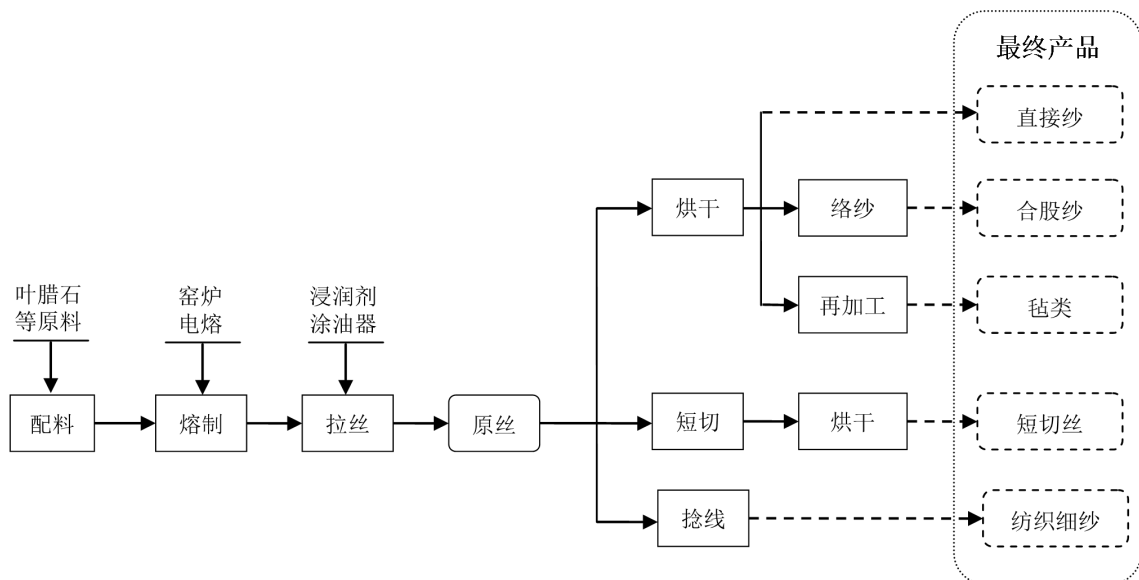 最终产品
直接纱
烘干
络纱
合股纱
叶腊石
等原料
窑炉
电熔
浸润剂
涂油器
再加工
毡类
配料
熔制
拉丝
原丝
短切
烘干
短切丝
捻线
纺织细纱